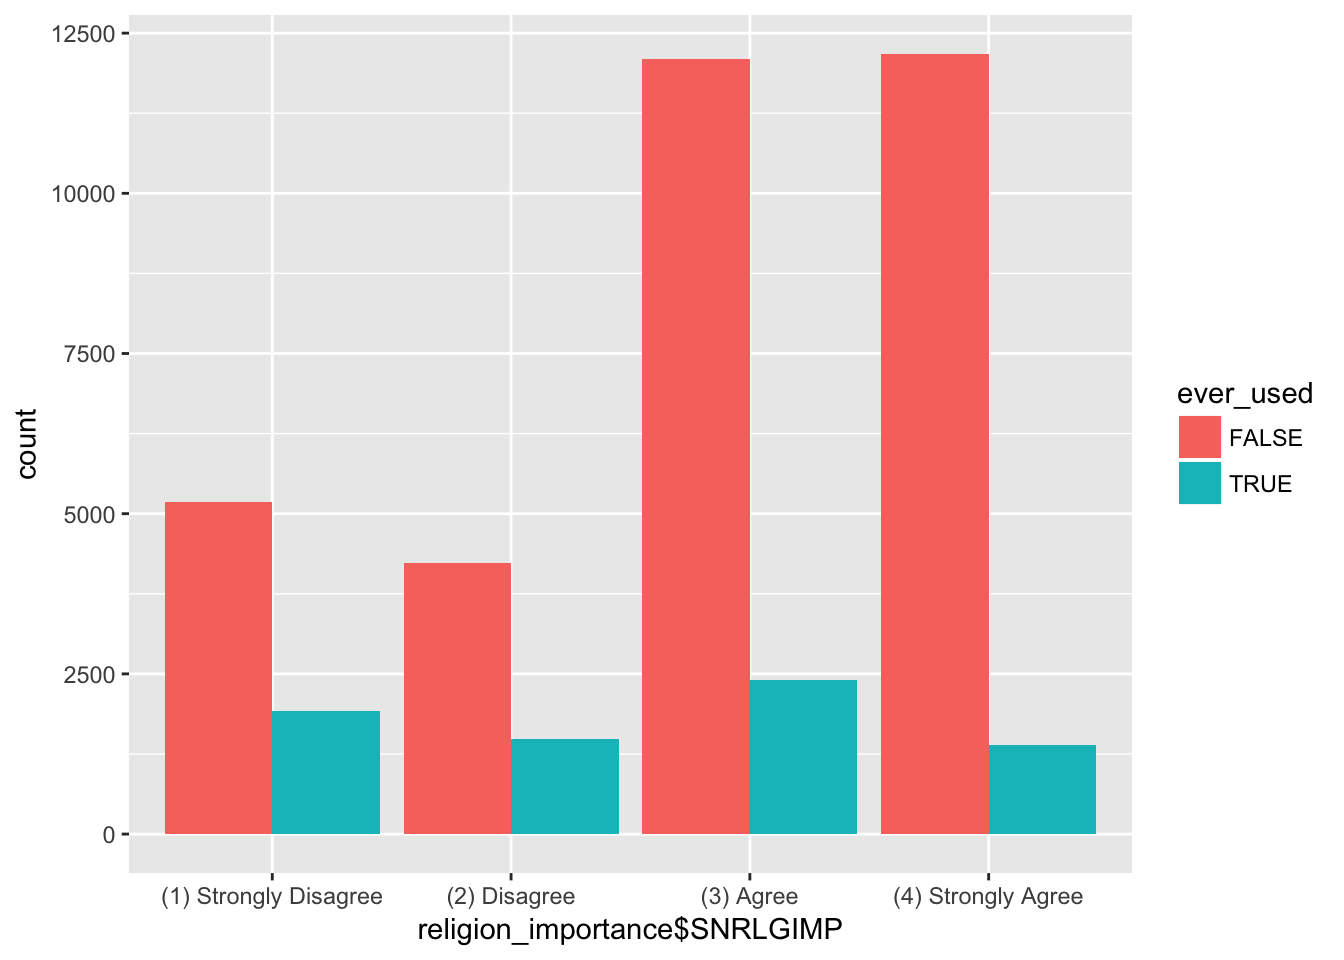 12500
10000
7500
5000
2500
0
count
(1) Strongly Disagree (2) Disagree (3) Agree (4) Strongly Agree
religion_importance$SNRLGIMP
ever_used
FALSE
TRUE